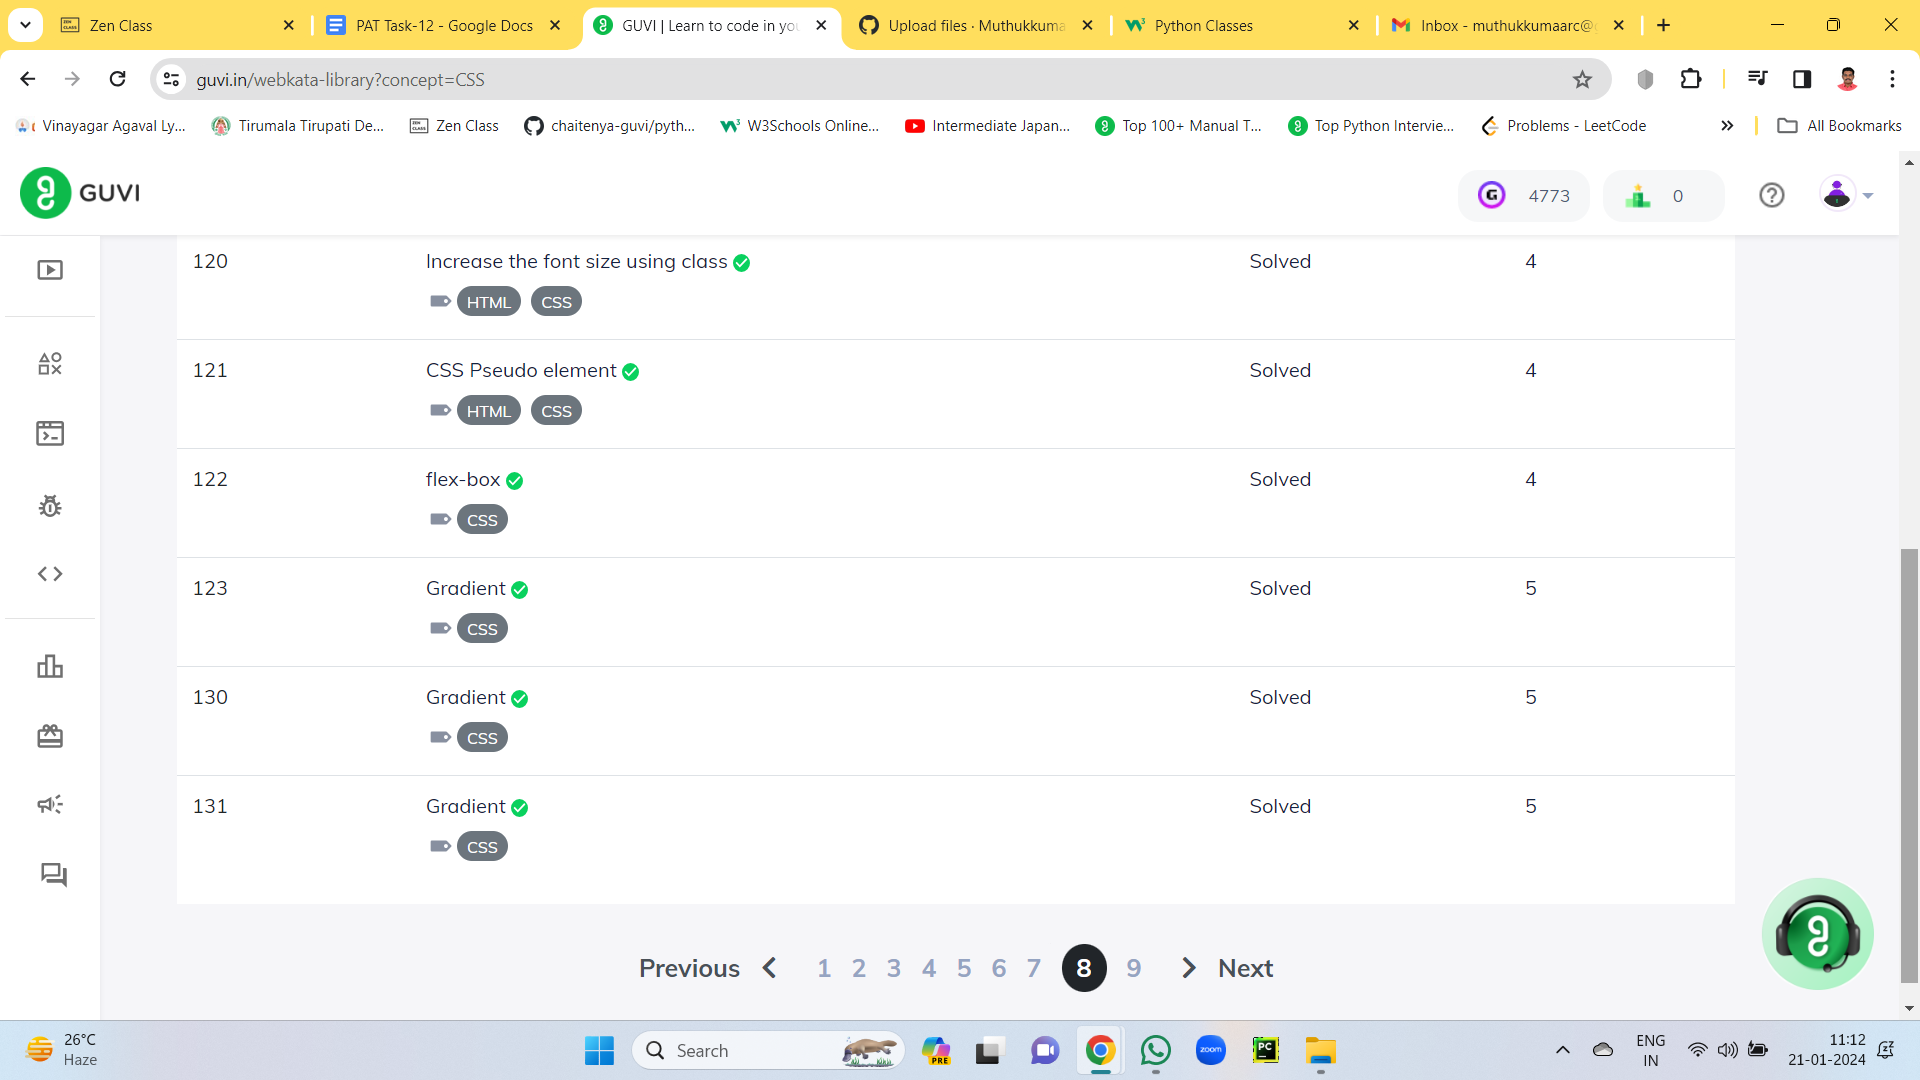 Zen Class
PAT Task-12 - Google Docs
GUVI | Learn to code in you
Upload files · Muthukkuma
Python Classes
Inbox - muthukkumaarc@g
guvi.in/webkata-library?concept=CSS
Vinayagar Agaval Ly...
Tirumala Tirupati De...
Zen Class
chaitenya-guvi/pyth...
W3Schools Online...
Intermediate Japan...
Top 100+ Manual T...
Top Python Intervie...
Problems - LeetCode
All Bookmarks
GUVI
4773
0
120 Increase the font size using class Solved 4
HTML CSS
121 CSS Pseudo element Solved 4
HTML CSS
122 flex-box Solved 4
CSS
123 Gradient Solved 5
CSS
130 Gradient Solved 5
CSS
131 Gradient Solved 5
CSS
Previous 1 2 3 4 5 6 7 8 9 Next
26°C
Haze
Search
PRE
zoom
PC
ENG
IN
11:12
21-01-2024